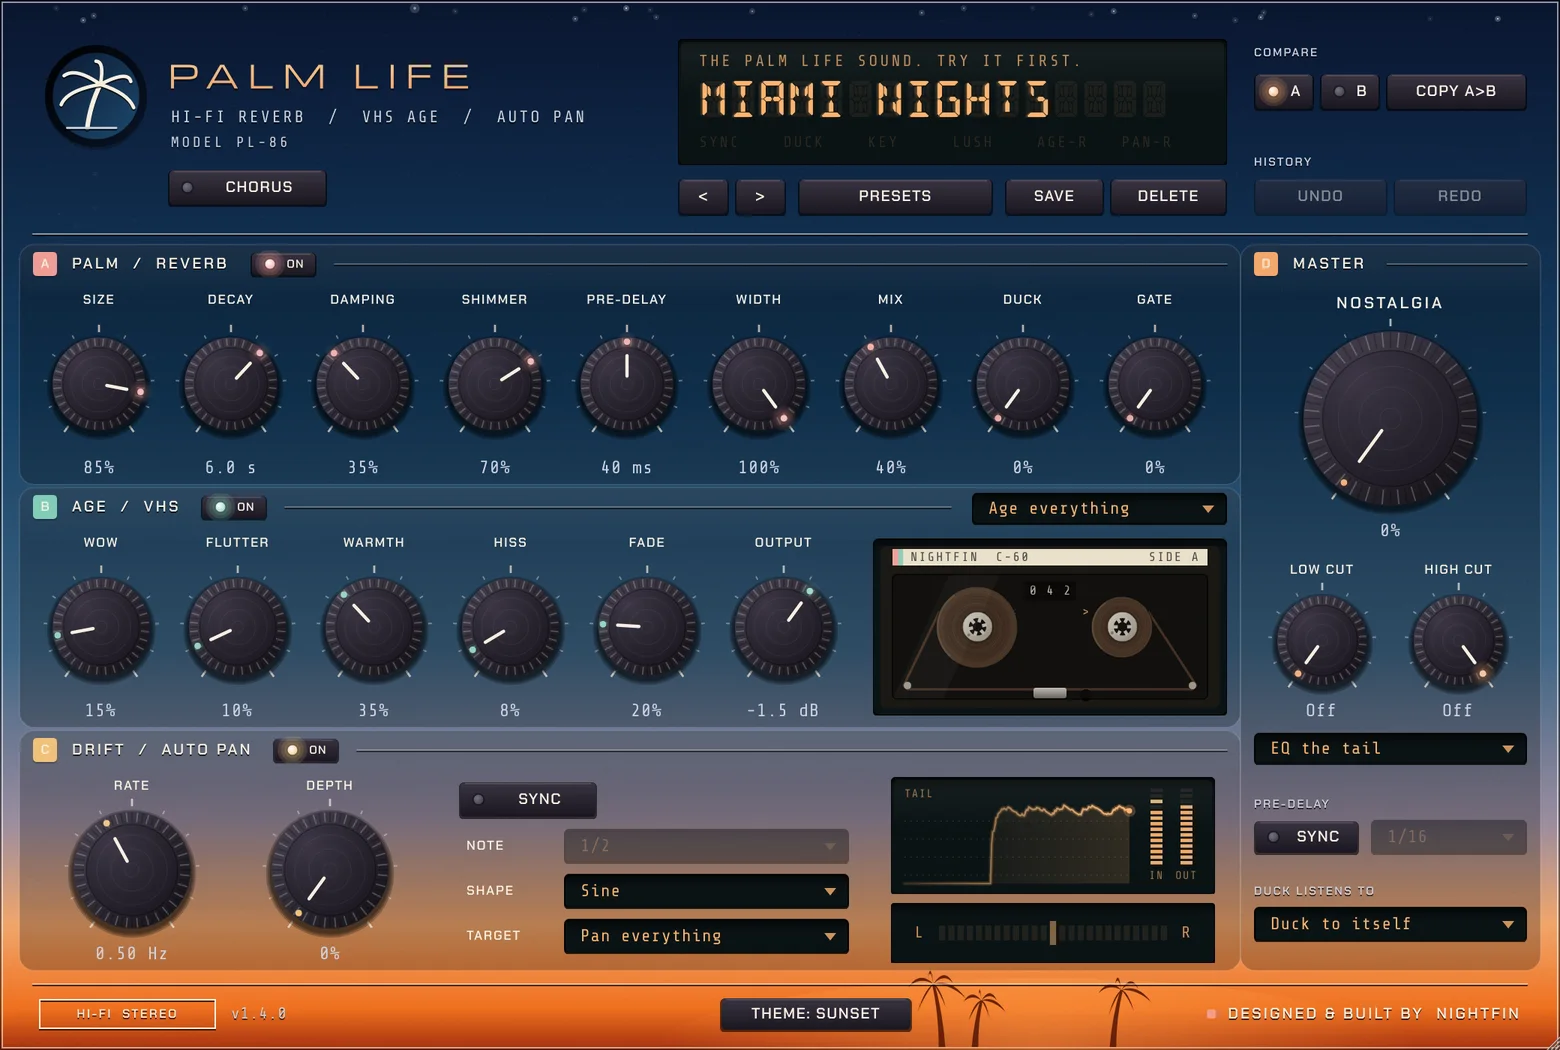 PALM LIFE
HI-FI REVERB / VHS AGE / AUTO PAN
MODEL PL-86
CHORUS
THE PALM LIFE SOUND. TRY IT FIRST.
MIAMI NIGHTS
SYNC DUCK KEY LUSH AGE-R PAN-R
< > PRESETS SAVE DELETE
COMPARE
A B COPY A>B
HISTORY
UNDO REDO
A PALM / REVERB ON
SIZE DECAY DAMPING SHIMMER PRE-DELAY WIDTH MIX DUCK GATE
85% 6.0 s 35% 70% 40 ms 100% 40% 0% 0%
B AGE / VHS ON Age everything
WOW FLUTTER WARMTH HISS FADE OUTPUT
15% 10% 35% 8% 20% -1.5 dB
NIGHTFIN C-60 SIDE A
0 4 2
>
C DRIFT / AUTO PAN ON
RATE DEPTH
0.50 Hz 0%
SYNC
NOTE 1/2
SHAPE Sine
TARGET Pan everything
TAIL
IN OUT
L R
D MASTER
NOSTALGIA
0%
LOW CUT HIGH CUT
Off Off
EQ the tail
PRE-DELAY
SYNC 1/16
DUCK LISTENS TO
Duck to itself
HI-FI STEREO v1.4.0
THEME: SUNSET
DESIGNED & BUILT BY NIGHTFIN